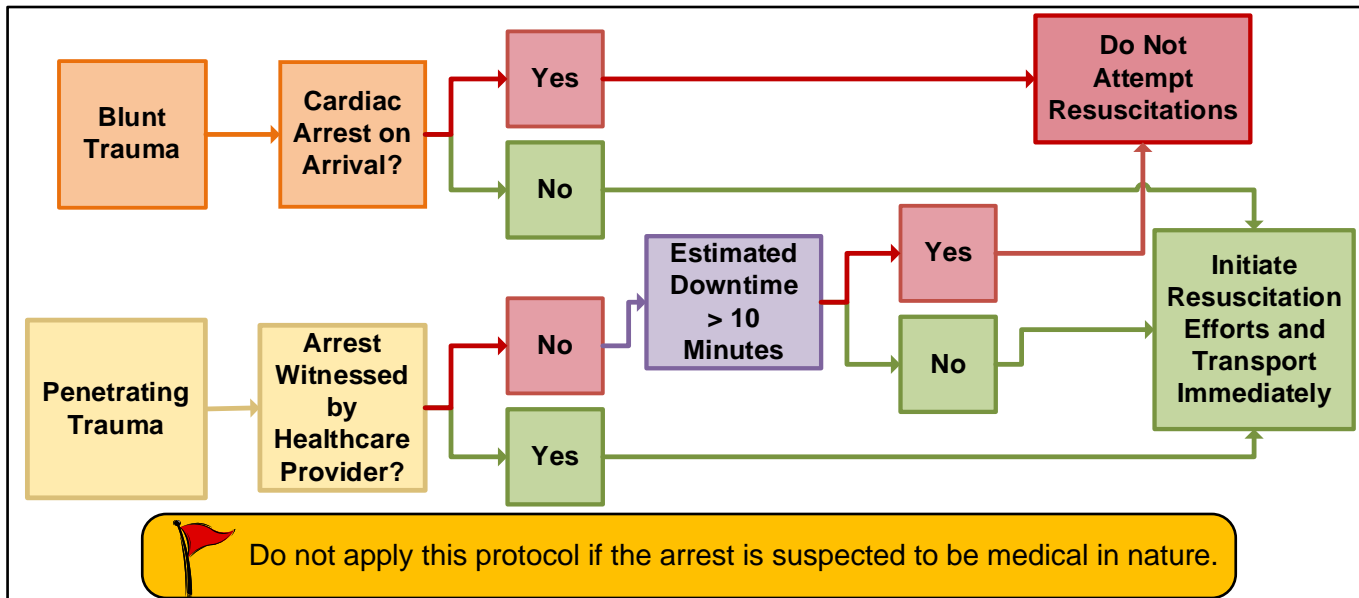 Blunt
Trauma
Cardiac
Arrest on
Arrival?
Yes
No
Do Not
Attempt
Resuscitations
Penetrating
Trauma
Arrest
Witnessed
by
Healthcare
Provider?
No
Yes
Estimated
Downtime
> 10
Minutes
Yes
No
Initiate
Resuscitation
Efforts and
Transport
Immediately
Do not apply this protocol if the arrest is suspected to be medical in nature.